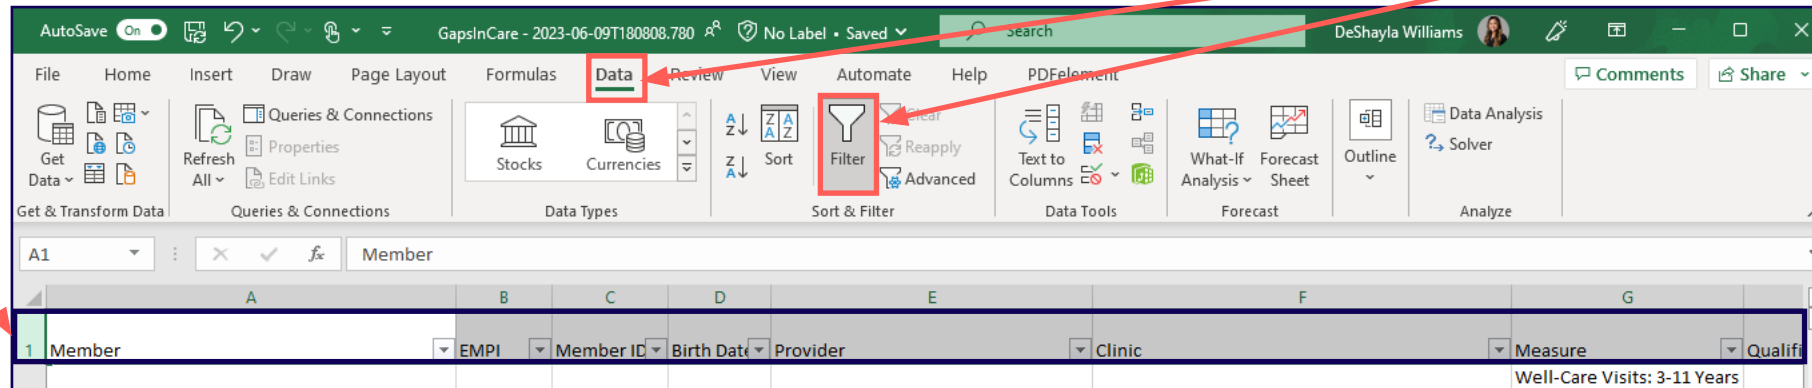 AutoSave On GapsInCare - 2023-06-09T180808.780 No Label • Saved Search DeShayla Williams
File Home Insert Draw Page Layout Formulas Data Review View Automate Help PDFelement Comments Share
Get Data
Refresh All
Queries & Connections
Properties
Edit Links
Stocks
Currencies
Sort
Filter
Clear
Reapply
Advanced
Text to Columns
What-If Analysis
Forecast Sheet
Outline
Data Analysis
Solver
Get & Transform Data Queries & Connections Data Types Sort & Filter Data Tools Forecast Analyze
A1 fx Member
A B C D E F G
1 Member EMPI Member ID Birth Date Provider Clinic Measure Qualifi
Well-Care Visits: 3-11 Years